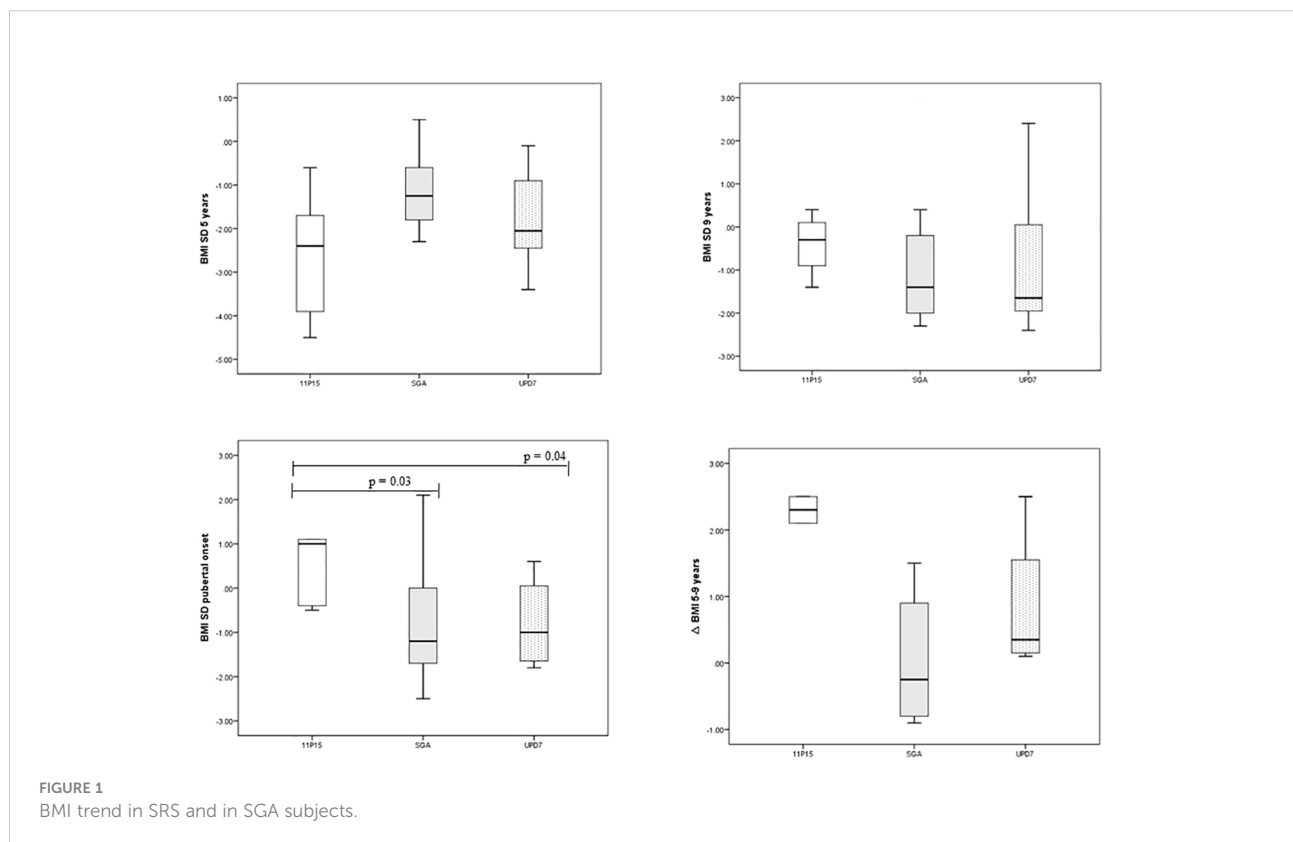 BMI SD 5 years
1.00
.00
-1.00
-2.00
-3.00
-4.00
-5.00
11P15
SGA
UPD7
BMI SD 9 years
3.00
2.00
1.00
.00
-1.00
-2.00
-3.00
11P15
SGA
UPD7
BMI SD pubertal onset
3.00
2.00
1.00
.00
-1.00
-2.00
-3.00
p = 0.04
p = 0.03
11P15
SGA
UPD7
Δ BMI 5-9 years
3.00
2.00
1.00
.00
-1.00
11P15
SGA
UPD7
FIGURE 1
BMI trend in SRS and in SGA subjects.